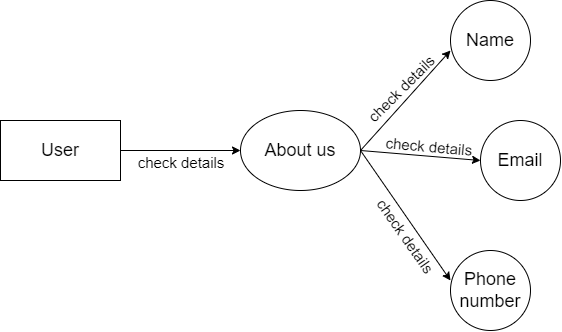 User
check details
About us
check details
Name
check details
Email
check details
Phone
number